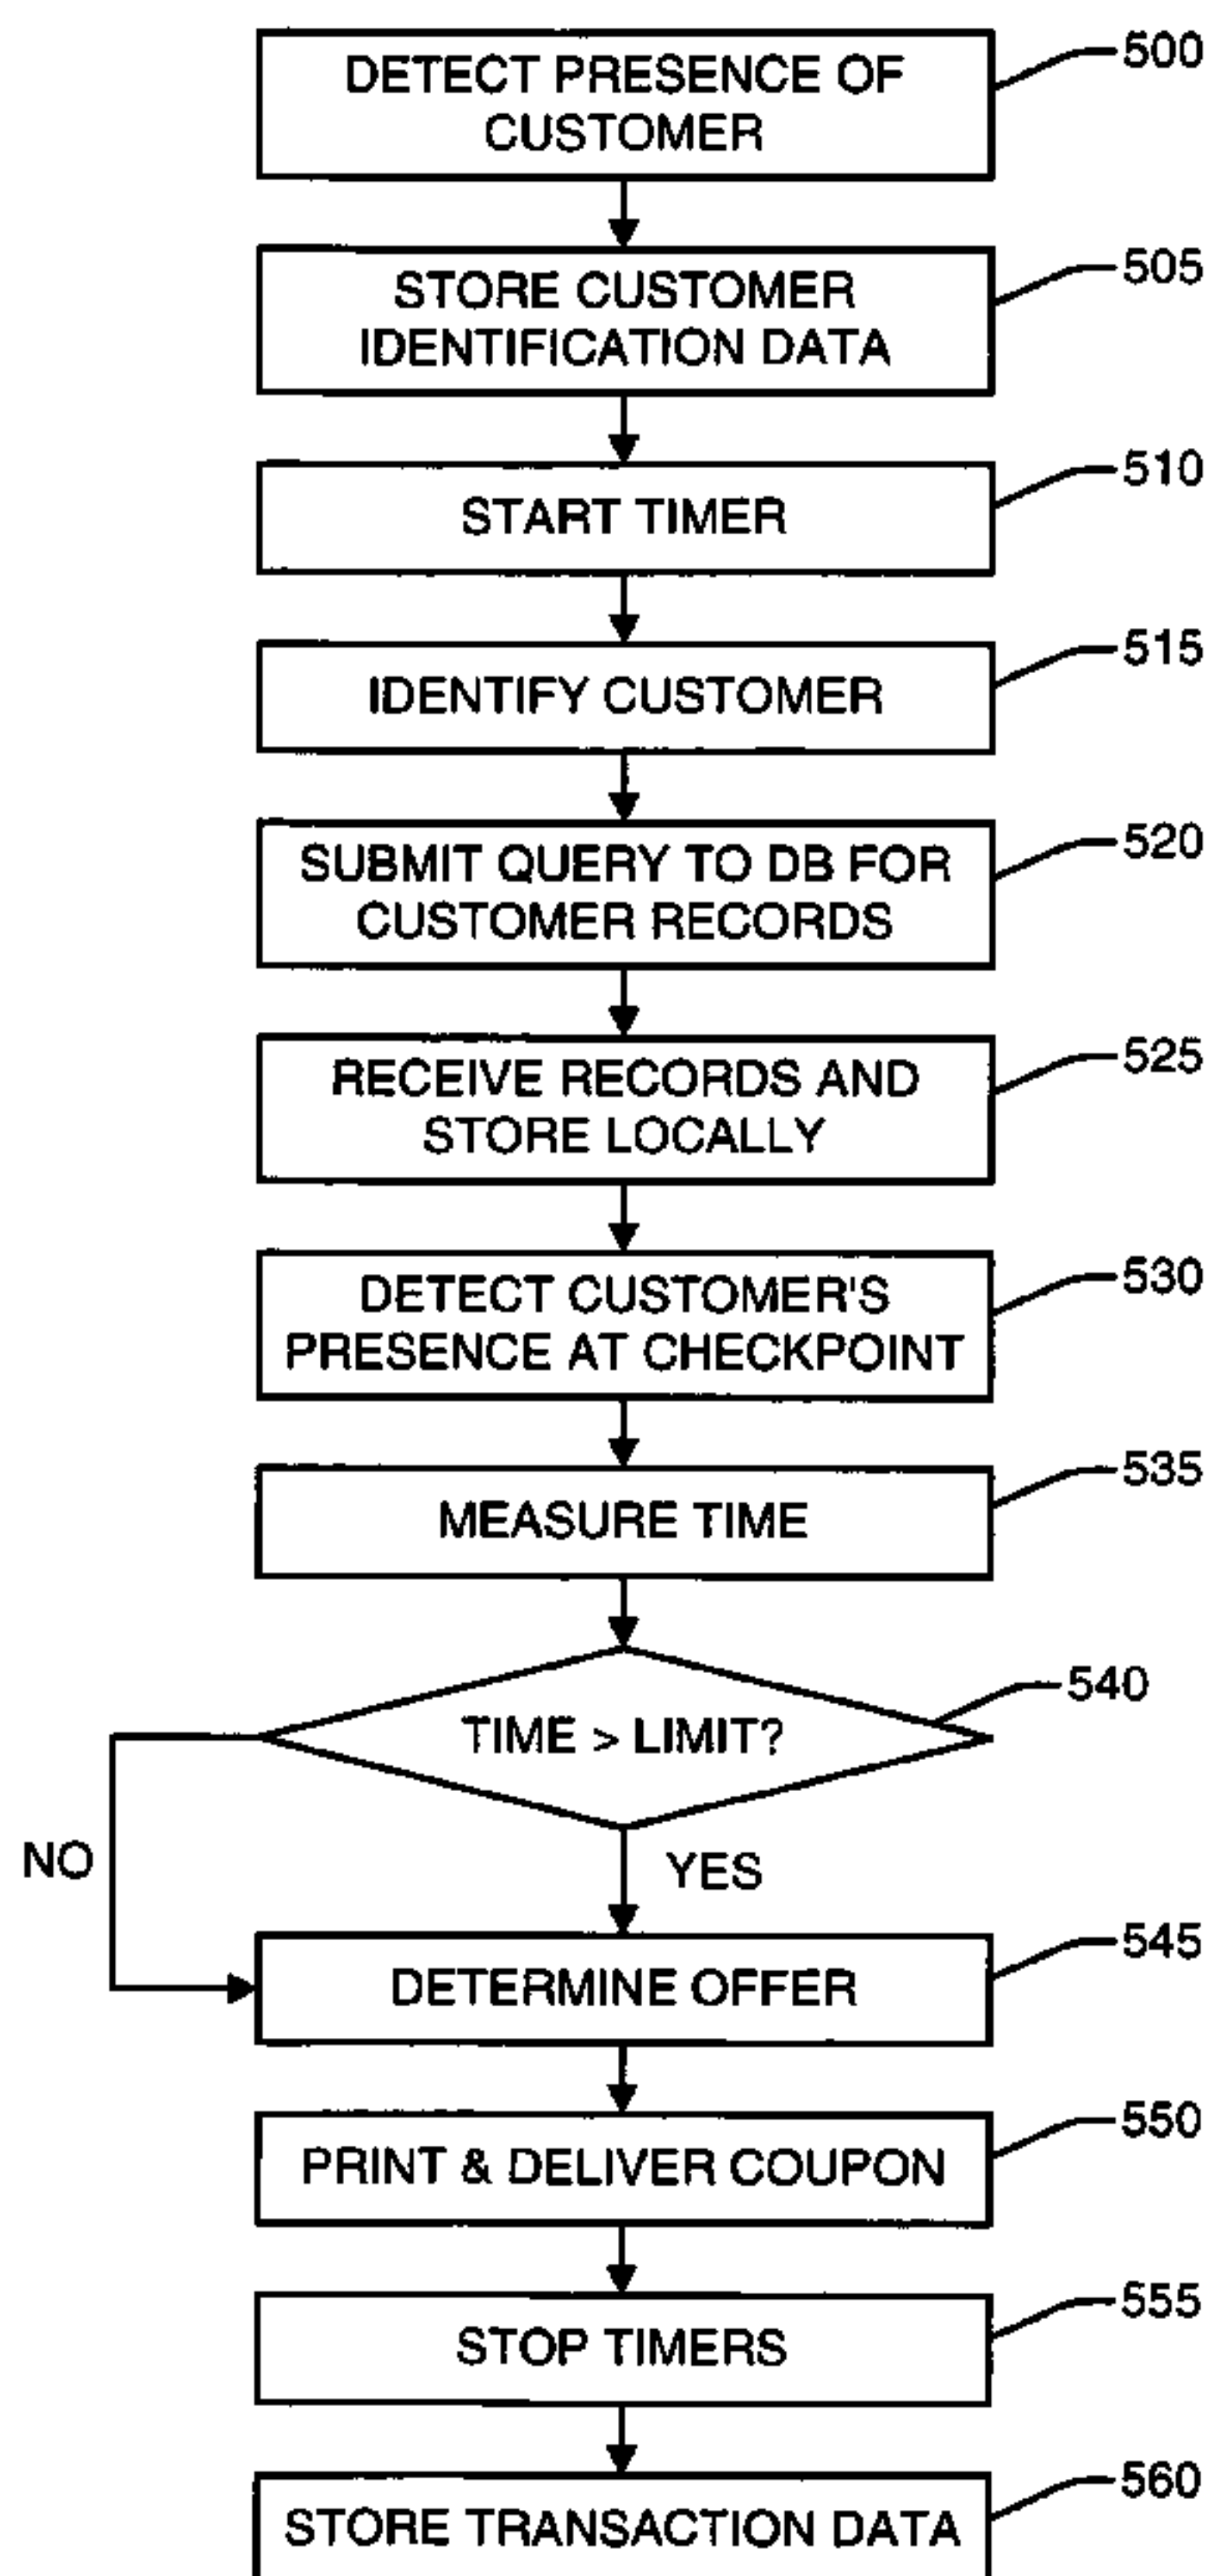 DETECT PRESENCE OF
CUSTOMER
500
STORE CUSTOMER
IDENTIFICATION DATA
505
START TIMER
510
IDENTIFY CUSTOMER
515
SUBMIT QUERY TO DB FOR
CUSTOMER RECORDS
520
RECEIVE RECORDS AND
STORE LOCALLY
525
DETECT CUSTOMER'S
PRESENCE AT CHECKPOINT
530
MEASURE TIME
535
TIME > LIMIT?
540
NO
YES
DETERMINE OFFER
545
PRINT & DELIVER COUPON
550
STOP TIMERS
555
STORE TRANSACTION DATA
560